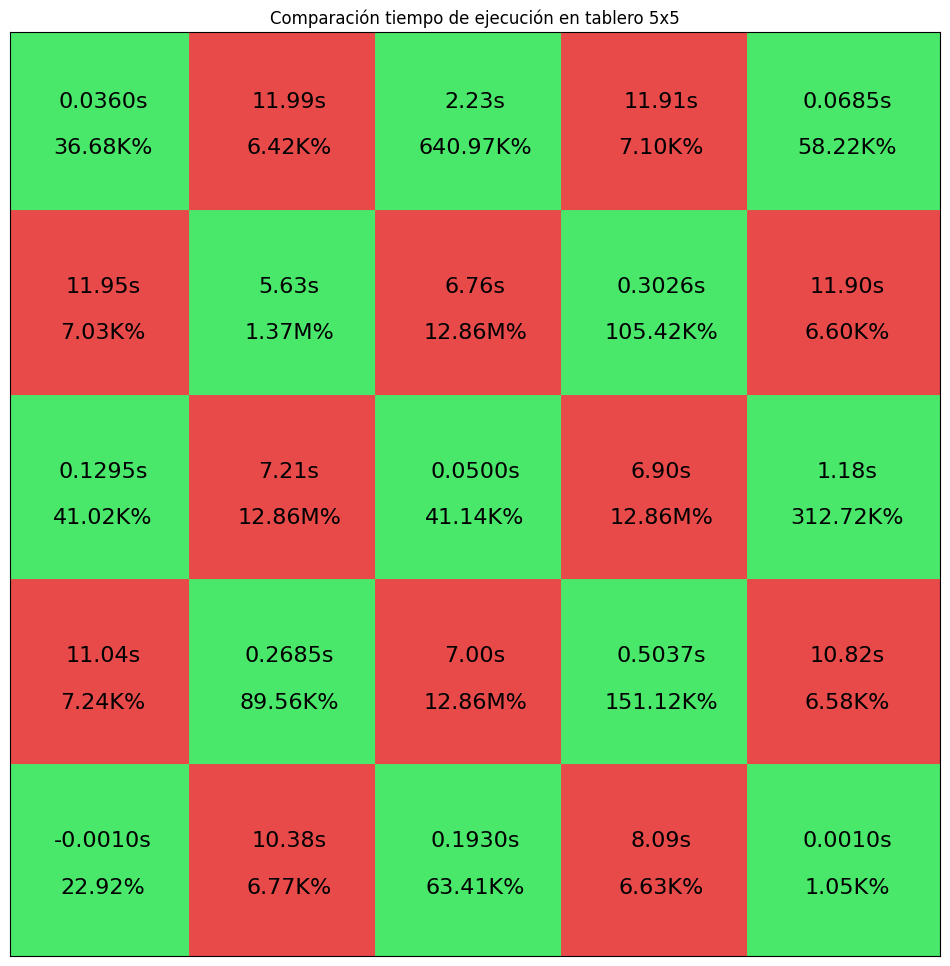 Comparación tiempo de ejecución en tablero 5x5
0.0360s 11.99s 2.23s 11.91s 0.0685s
36.68K% 6.42K% 640.97K% 7.10K% 58.22K%
11.95s 5.63s 6.76s 0.3026s 11.90s
7.03K% 1.37M% 12.86M% 105.42K% 6.60K%
0.1295s 7.21s 0.0500s 6.90s 1.18s
41.02K% 12.86M% 41.14K% 12.86M% 312.72K%
11.04s 0.2685s 7.00s 0.5037s 10.82s
7.24K% 89.56K% 12.86M% 151.12K% 6.58K%
-0.0010s 10.38s 0.1930s 8.09s 0.0010s
22.92% 6.77K% 63.41K% 6.63K% 1.05K%